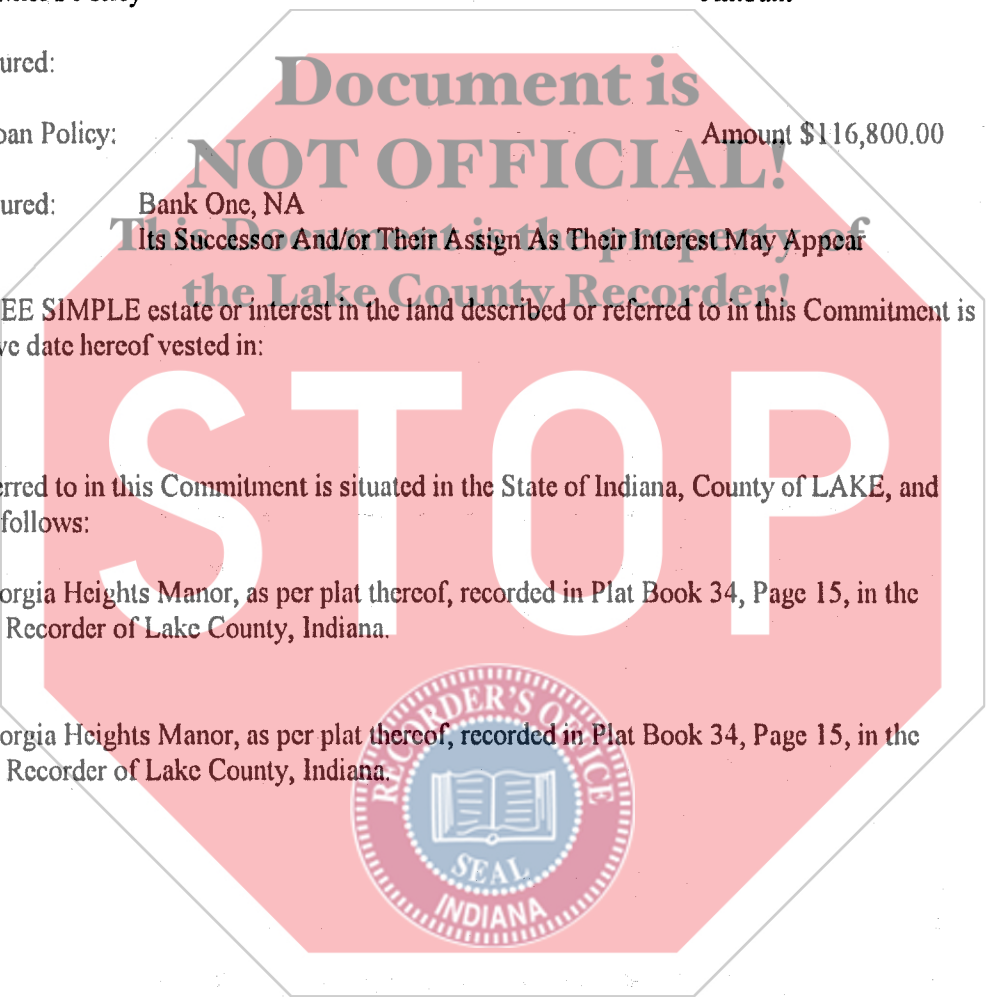 Amount
ured:
oan Policy: Amount $116,800.00
ured: Bank One, NA
Its Successor And/or Their Assign As Their Interest May Appear
EE SIMPLE estate or interest in the land described or referred to in this Commitment is
ve date hereof vested in:
erred to in this Commitment is situated in the State of Indiana, County of LAKE, and
follows:
orgia Heights Manor, as per plat thereof, recorded in Plat Book 34, Page 15, in the
Recorder of Lake County, Indiana.
orgia Heights Manor, as per plat thereof, recorded in Plat Book 34, Page 15, in the
Recorder of Lake County, Indiana.
Document is
NOT OFFICIAL!
This Document is the property of
the Lake County Recorder!
STOP
RECORDER'S OFFICE
SEAL
INDIANA